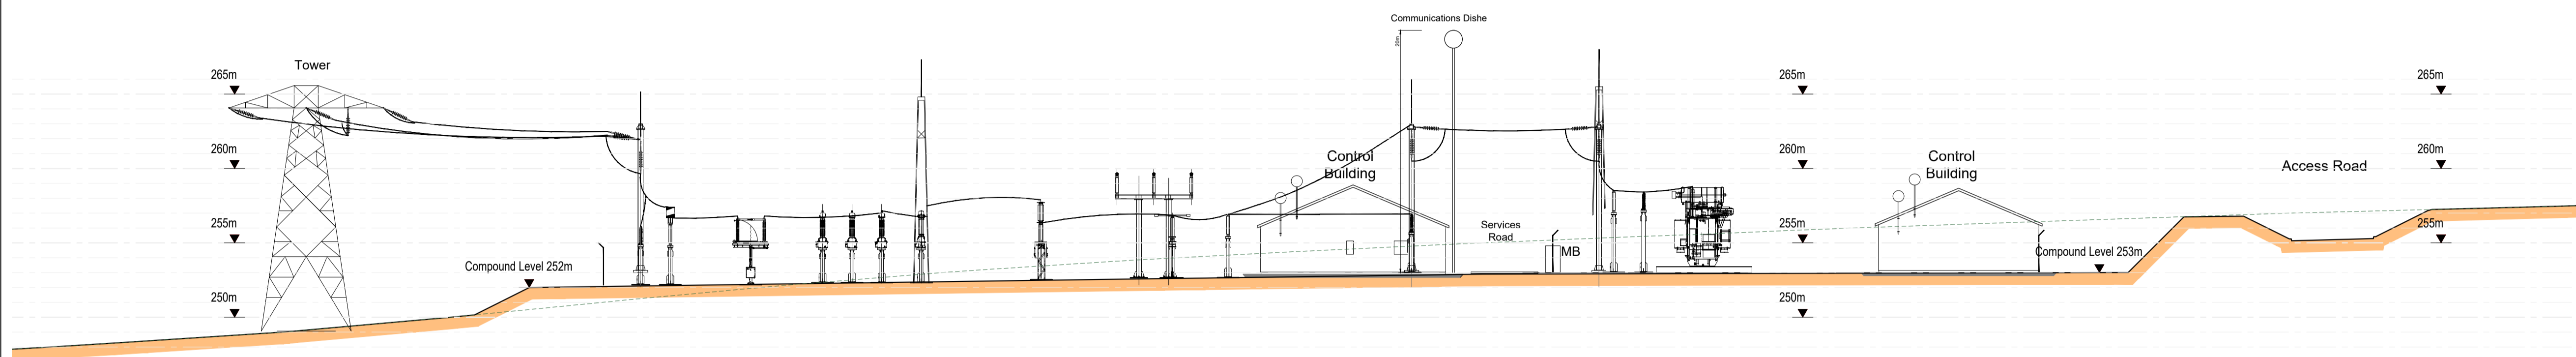 Communications Dishe
20m
Tower
265m
265m
265m
260m
Control
Building
260m
Control
Building
260m
Access Road
255m
Services
Road
255m
255m
Compound Level 252m
MB
Compound Level 253m
250m
250m